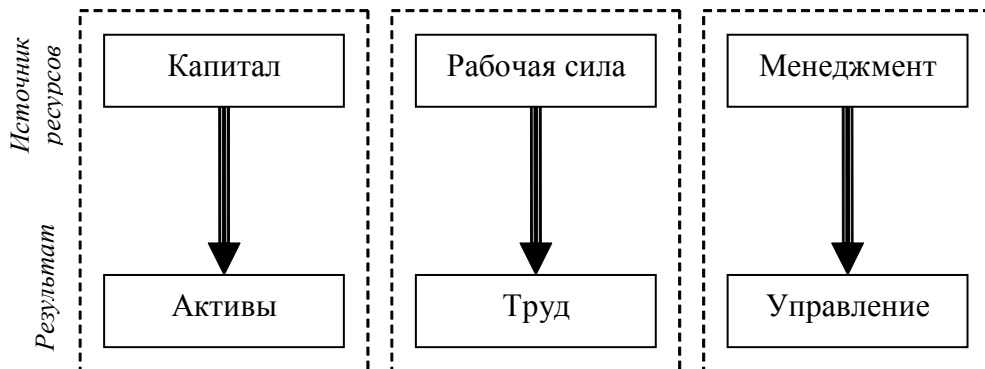 Источник
ресурсов
Капитал
Рабочая сила
Менеджмент
Результат
Активы
Труд
Управление